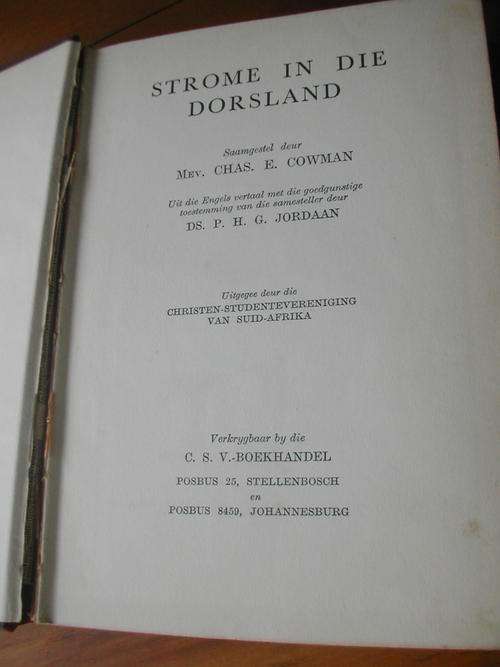 STROME IN DIE
DORSLAND
Saamgestel deur
MEV. CHAS. E. COWMAN
Uit die Engels vertaal met die goedgunstige
toestemming van die samesteller deur
DS. P. H. G. JORDAAN
Uitgegee deur die
CHRISTEN-STUDENTEVERENIGING
VAN SUID-AFRIKA
Verkrygbaar by die
C. S. V.-BOEKHANDEL
POSBUS 25, STELLENBOSCH
en
POSBUS 8459, JOHANNESBURG